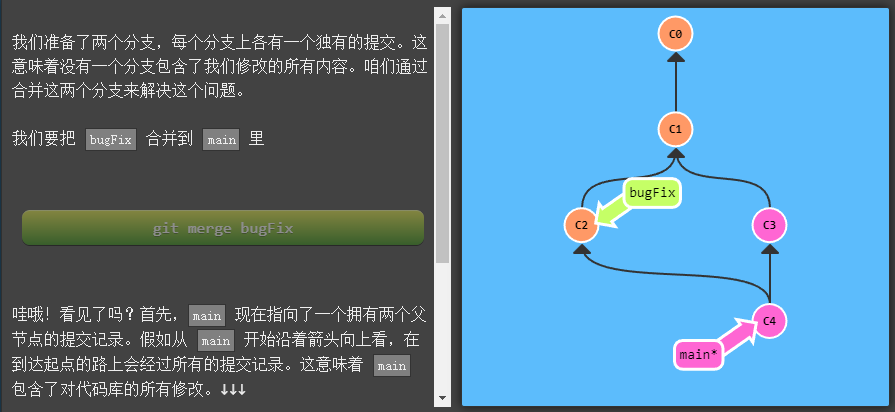 我们准备了两个分支，每个分支上各有一个独有的提交。这
意味着没有一个分支包含了我们修改的所有内容。咱们通过
合并这两个分支来解决这个问题。
我们要把 bugFix 合并到 main 里
git merge bugFix
哇哦！看见了吗？首先，main 现在指向了一个拥有两个父
节点的提交记录。假如从 main 开始沿着箭头向上看，在
到达起点的路上会经过所有的提交记录。这意味着 main
包含了对代码库的所有修改。↓↓↓
C0
C1
bugFix
C2
C3
C4
main*